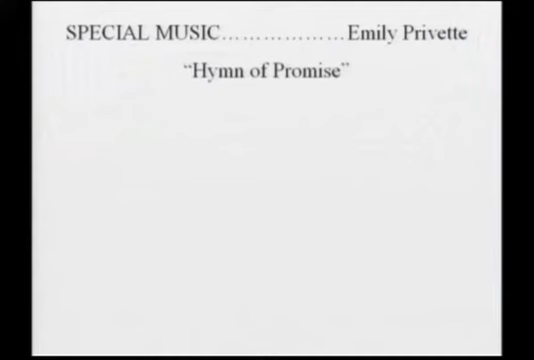 SPECIAL MUSIC………………Emily Privette
“Hymn of Promise”